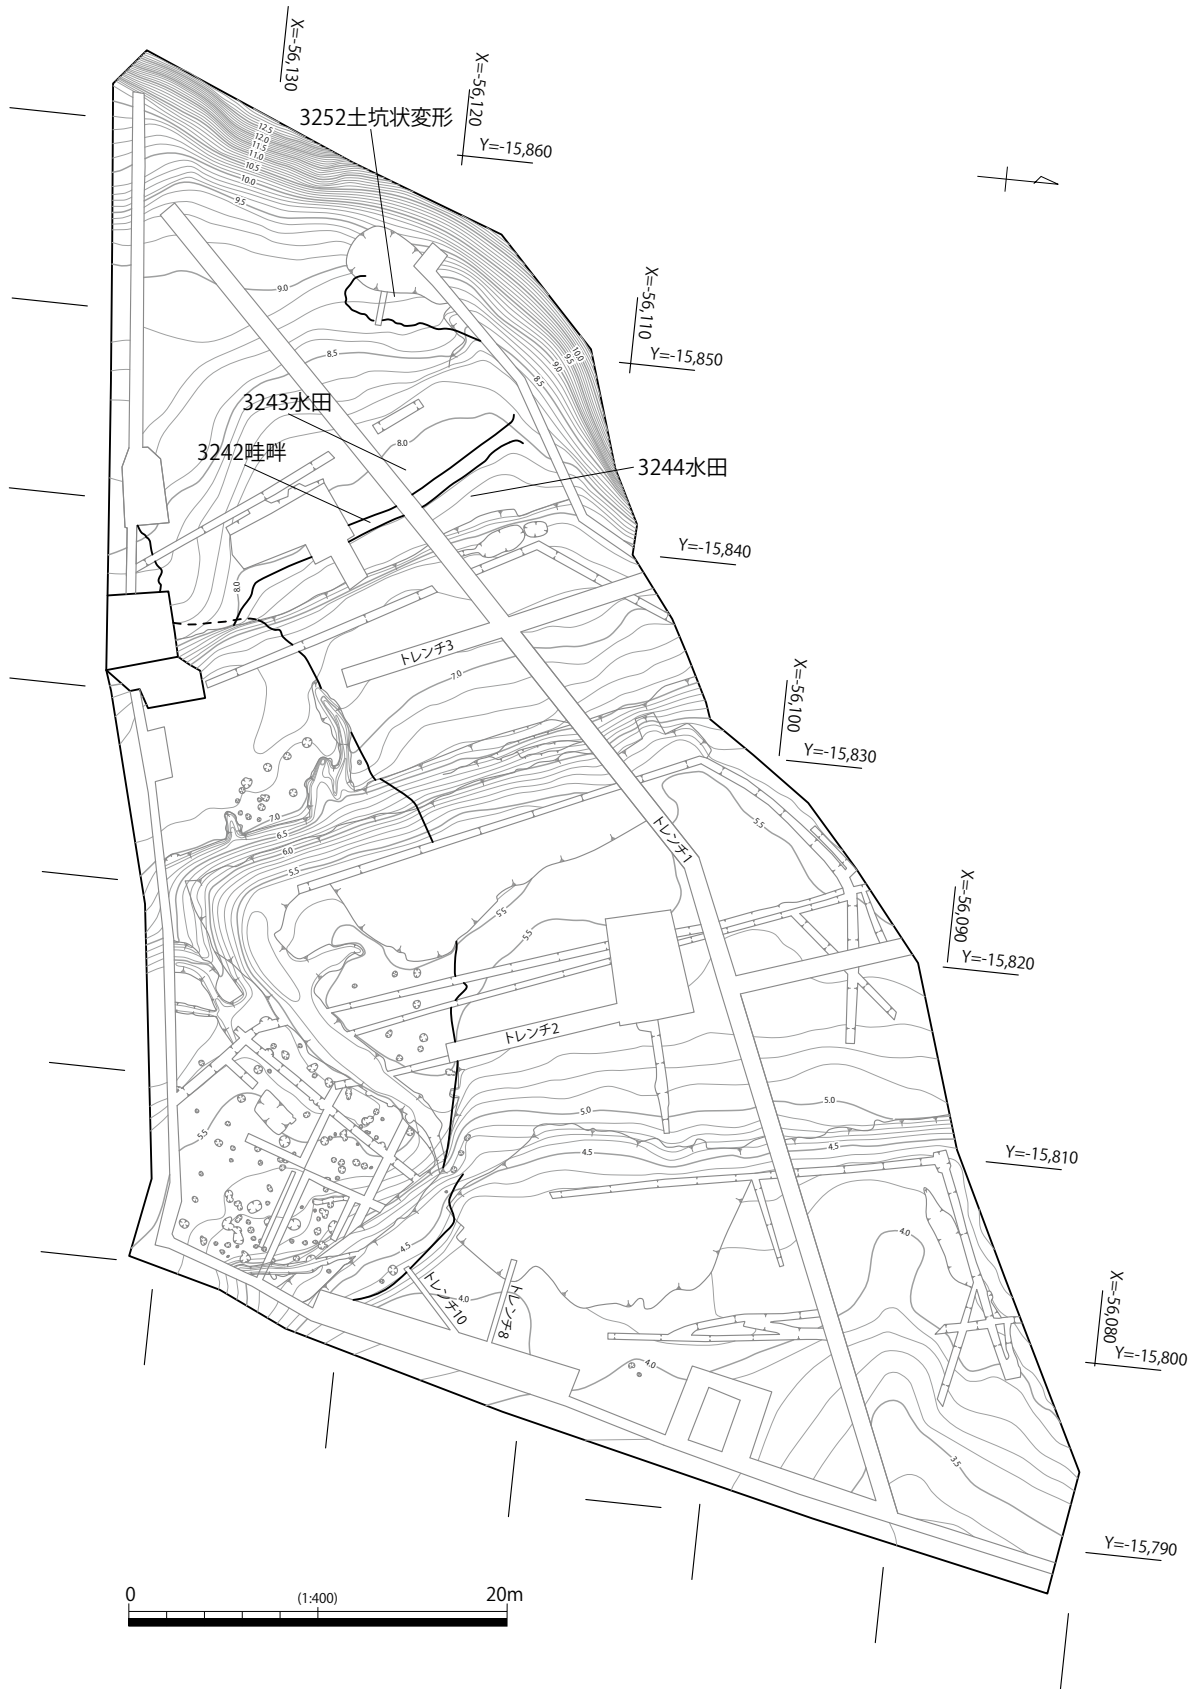 X=-56,130
X=-56,120
3252土坑状変形
Y=-15,860
12.5
12.0
11.5
11.0
10.5
10.0
9.5
9.0
X=-56,110
Y=-15,850
10.0
9.5
9.0
8.5
8.5
3243水田
8.0
3242畦畔
3244水田
Y=-15,840
8.0
トレンチ3
7.0
X=-56,100
Y=-15,830
7.0
6.5
6.0
5.5
5.5
トレンチ1
5.5
5.5
X=-56,090
Y=-15,820
トレンチ2
5.0
5.0
5.5
4.5
4.5
Y=-15,810
4.5
4.0
トレンチ10
4.0
トレンチ8
X=-56,080
Y=-15,800
4.0
3.5
Y=-15,790
0
(1:400)
20m